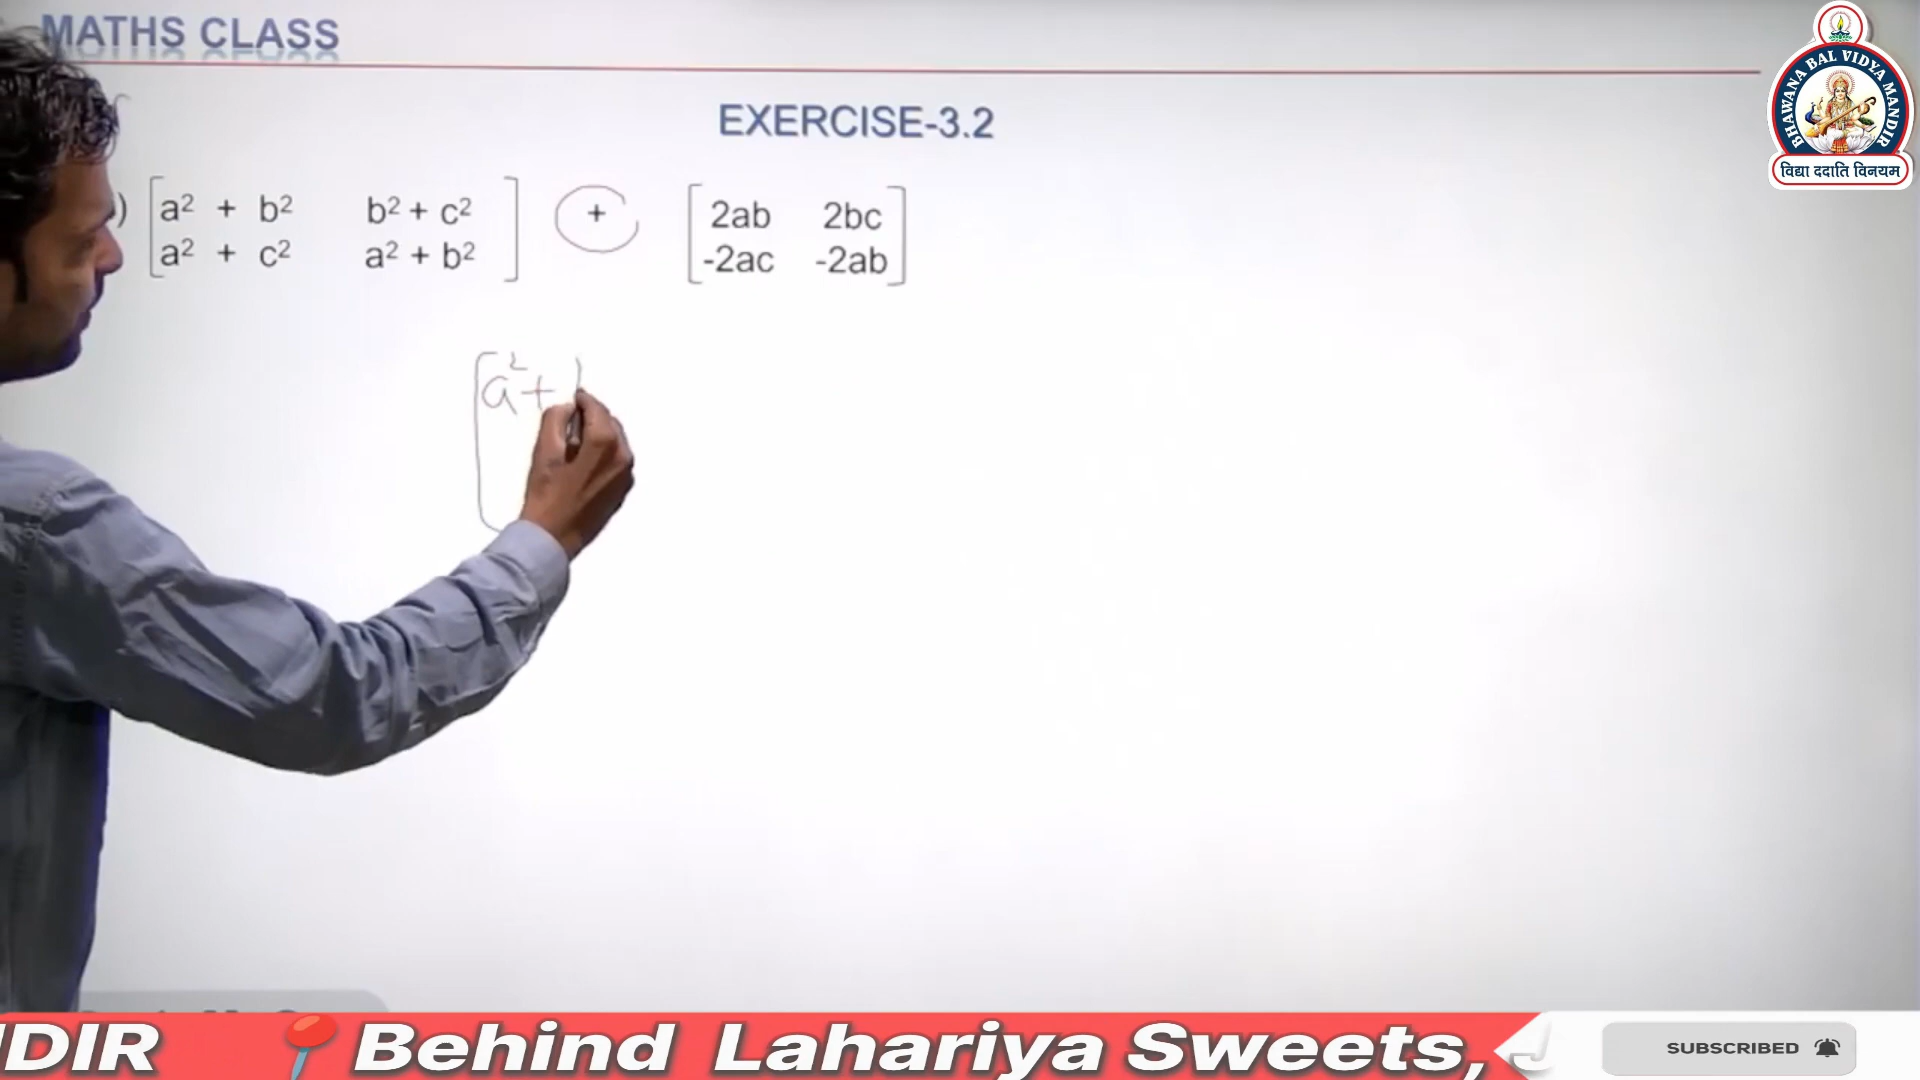 MATHS CLASS
BHAWANA BAL VIDYA MANDIR
विद्या ददाति विनयम
EXERCISE-3.2
) [a² + b² b² + c²] + [2ab 2bc]
[a² + c² a² + b²] [-2ac -2ab]
[a² +
DIR 📍 Behind Lahariya Sweets, J
SUBSCRIBED